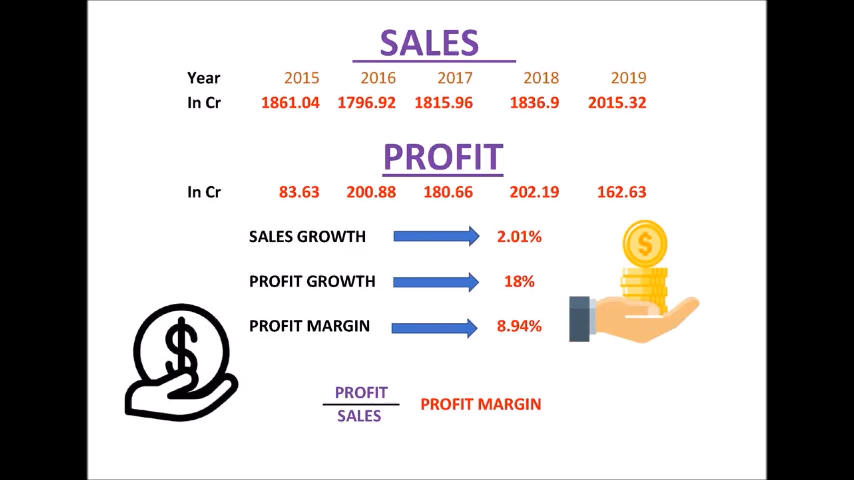 SALES
Year 2015 2016 2017 2018 2019
In Cr 1861.04 1796.92 1815.96 1836.9 2015.32
PROFIT
In Cr 83.63 200.88 180.66 202.19 162.63
SALES GROWTH 2.01%
PROFIT GROWTH 18%
PROFIT MARGIN 8.94%
PROFIT
SALES
PROFIT MARGIN